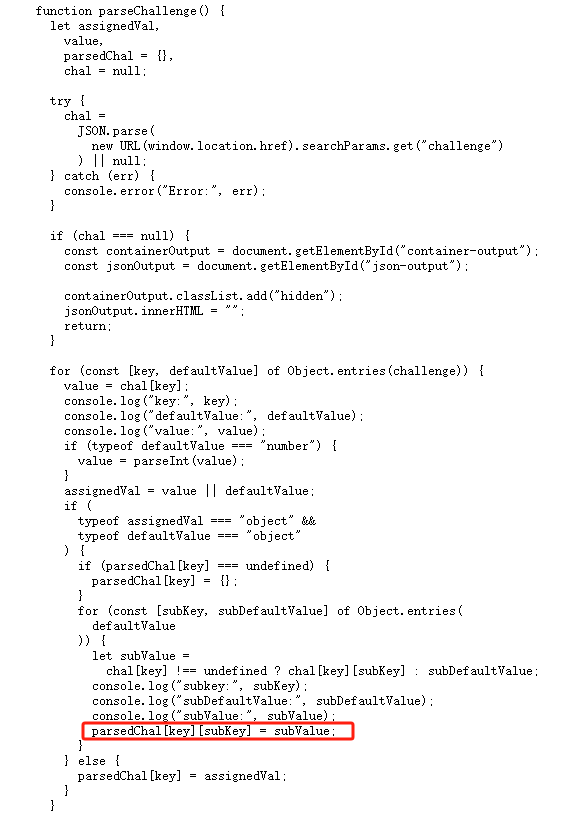 function parseChallenge() {
let assignedVal,
value,
parsedChal = {},
chal = null;
try {
chal =
JSON.parse(
new URL(window.location.href).searchParams.get("challenge")
) || null;
} catch (err) {
console.error("Error:", err);
}
if (chal === null) {
const containerOutput = document.getElementById("container-output");
const jsonOutput = document.getElementById("json-output");
containerOutput.classList.add("hidden");
jsonOutput.innerHTML = "";
return;
}
for (const [key, defaultValue] of Object.entries(challenge)) {
value = chal[key];
console.log("key:", key);
console.log("defaultValue:", defaultValue);
console.log("value:", value);
if (typeof defaultValue === "number") {
value = parseInt(value);
}
assignedVal = value || defaultValue;
if (
typeof assignedVal === "object" &&
typeof defaultValue === "object"
) {
if (parsedChal[key] === undefined) {
parsedChal[key] = {};
}
for (const [subKey, subDefaultValue] of Object.entries(
defaultValue
)) {
let subValue =
chal[key] !== undefined ? chal[key][subKey] : subDefaultValue;
console.log("subkey:", subKey);
console.log("subDefaultValue:", subDefaultValue);
console.log("subValue:", subValue);
parsedChal[key][subKey] = subValue;
}
} else {
parsedChal[key] = assignedVal;
}
}